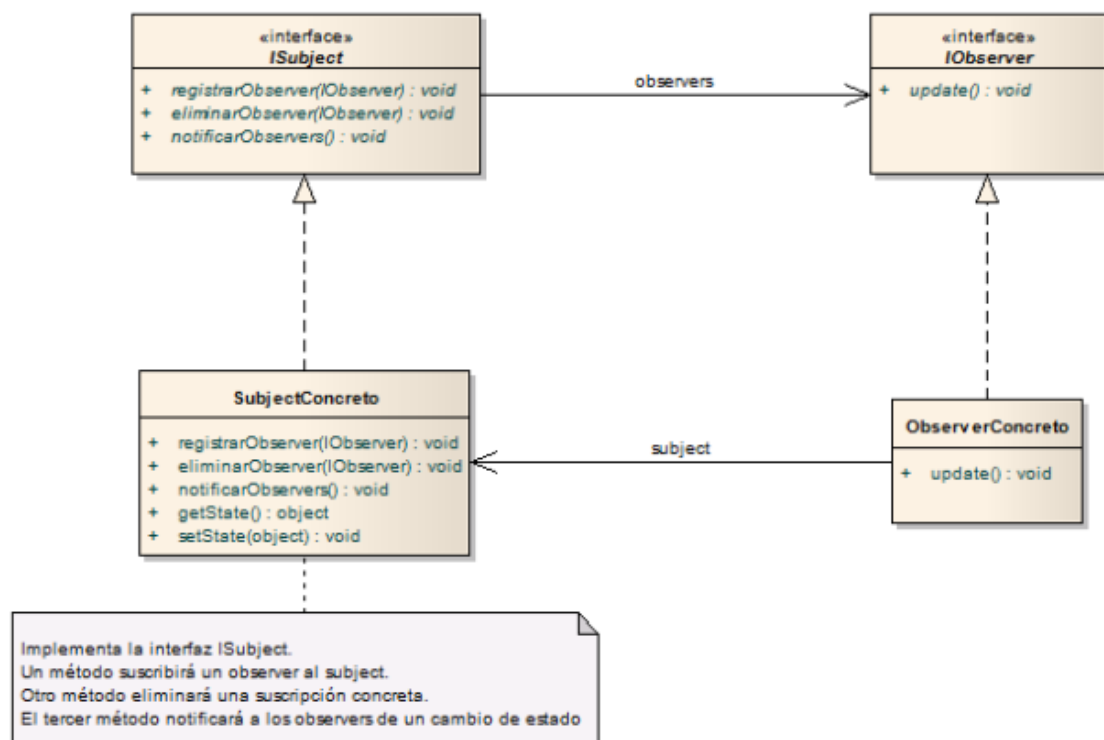 «interface»
ISubject
+ registrarObserver(IObserver) : void
+ eliminarObserver(IObserver) : void
+ notificarObservers() : void
observers
«interface»
IObserver
+ update() : void
SubjectConcreto
+ registrarObserver(IObserver) : void
+ eliminarObserver(IObserver) : void
+ notificarObservers() : void
+ getState() : object
+ setState(object) : void
subject
ObserverConcreto
+ update() : void
Implementa la interfaz ISubject.
Un método suscribirá un observer al subject.
Otro método eliminará una suscripción concreta.
El tercer método notificará a los observers de un cambio de estado